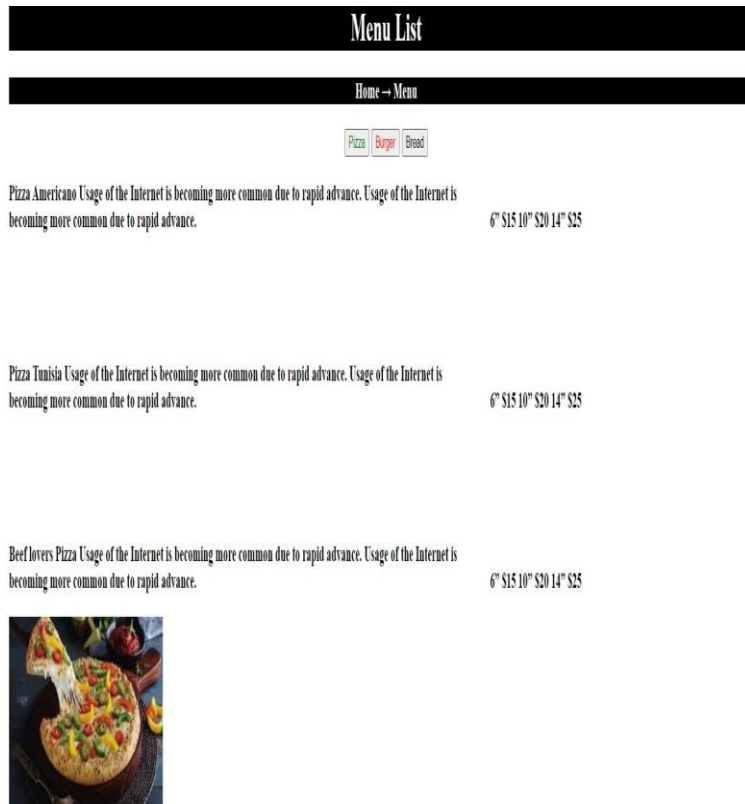 Menu List
Home → Menu
Pizza Burger Bread
Pizza Americano Usage of the Internet is becoming more common due to rapid advance. Usage of the Internet is
becoming more common due to rapid advance. 6” $15 10” $20 14” $25
Pizza Tunisia Usage of the Internet is becoming more common due to rapid advance. Usage of the Internet is
becoming more common due to rapid advance. 6” $15 10” $20 14” $25
Beef lovers Pizza Usage of the Internet is becoming more common due to rapid advance. Usage of the Internet is
becoming more common due to rapid advance. 6” $15 10” $20 14” $25